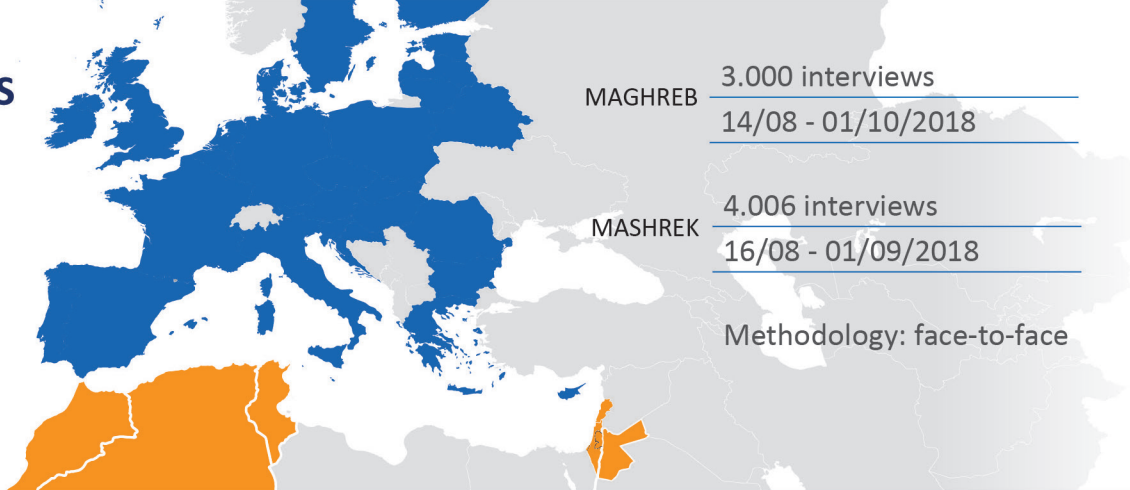 S
MAGHREB
3.000 interviews
14/08 - 01/10/2018
MASHREK
4.006 interviews
16/08 - 01/09/2018
Methodology: face-to-face